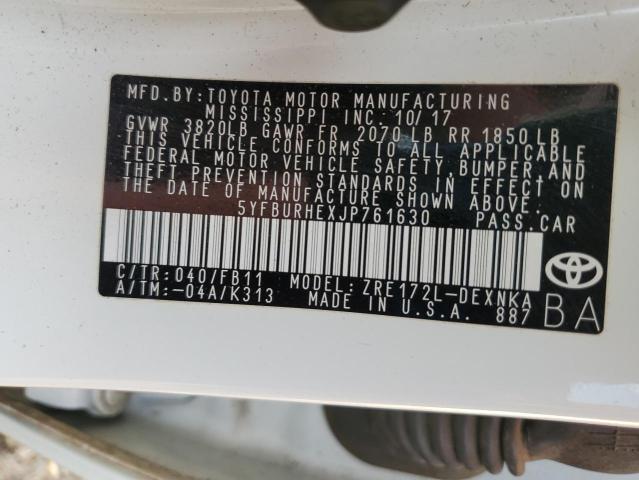 MFD.BY:TOYOTA MOTOR MANUFACTURING
MISSISSIPPI INC. 10/17
GVWR 3820LB GAWR FR 2070 LB RR 1850 LB
THIS VEHICLE CONFORMS TO ALL APPLICABLE
FEDERAL MOTOR VEHICLE SAFETY, BUMPER, AND
THEFT PREVENTION STANDARDS IN EFFECT ON
THE DATE OF MANUFACTURE SHOWN ABOVE.
5YFBURHEXJP761630 PASS.CAR
C/TR:040/FB11 MODEL:ZRE172L-DEXNKA
A/TM:-04A/K313 MADE IN U.S.A. 887
BA